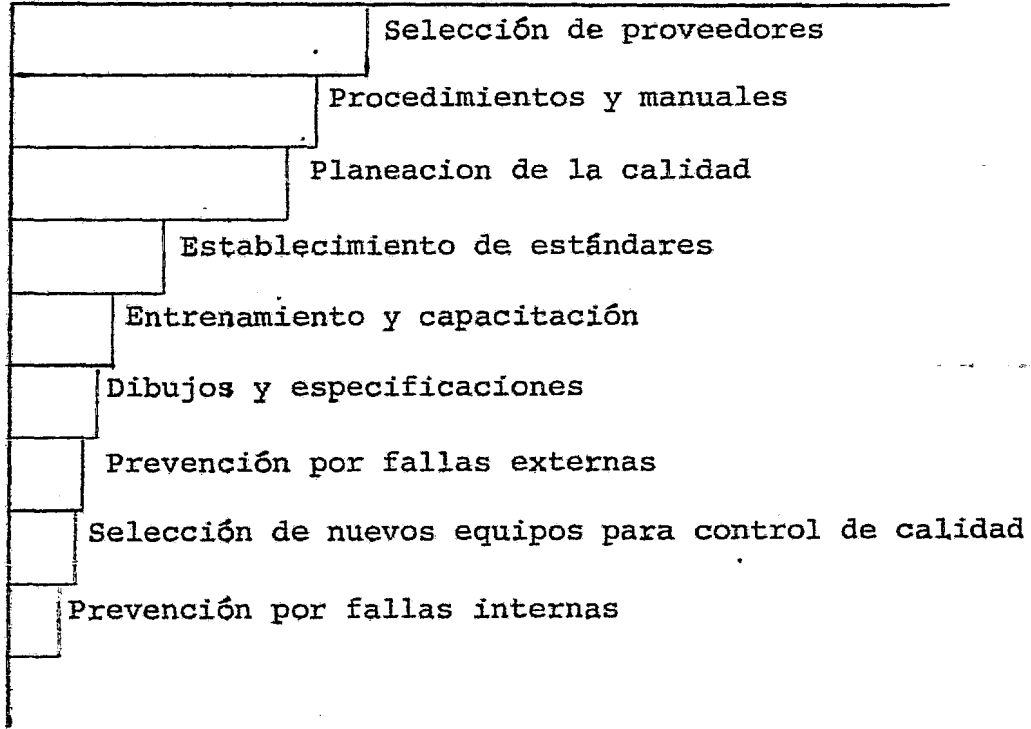 Selección de proveedores
Procedimientos y manuales
Planeacion de la calidad
Establecimiento de estándares
Entrenamiento y capacitación
Dibujos y especificaciones
Prevención por fallas externas
Selección de nuevos equipos para control de calidad
Prevención por fallas internas